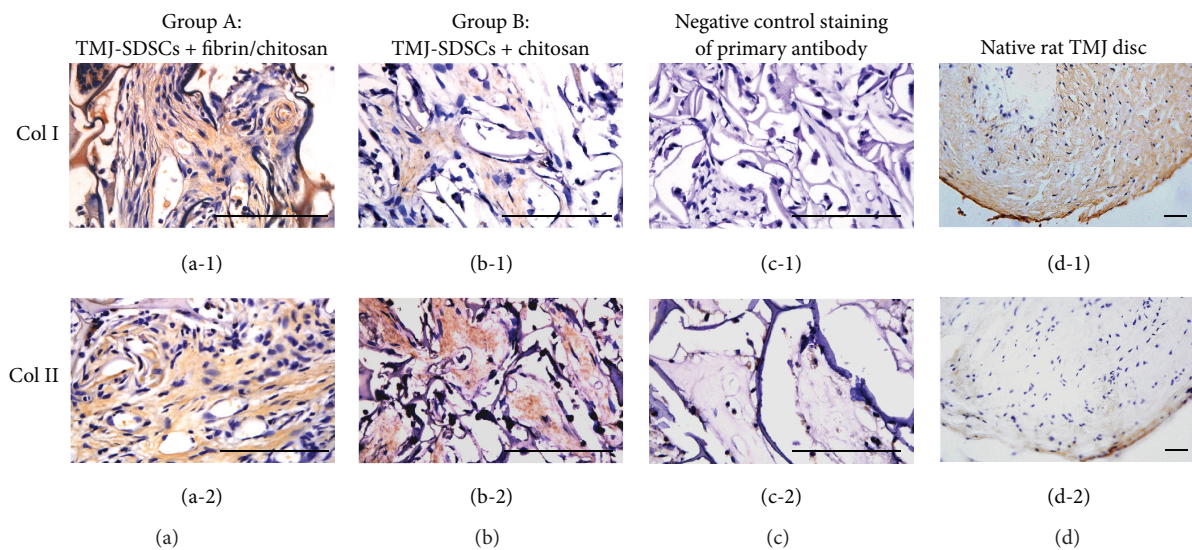 Group A:
TMJ-SDSCs + fibrin/chitosan
Group B:
TMJ-SDSCs + chitosan
Negative control staining
of primary antibody
Native rat TMJ disc
Col I
(a-1)
(b-1)
(c-1)
(d-1)
Col II
(a-2)
(b-2)
(c-2)
(d-2)
(a)
(b)
(c)
(d)